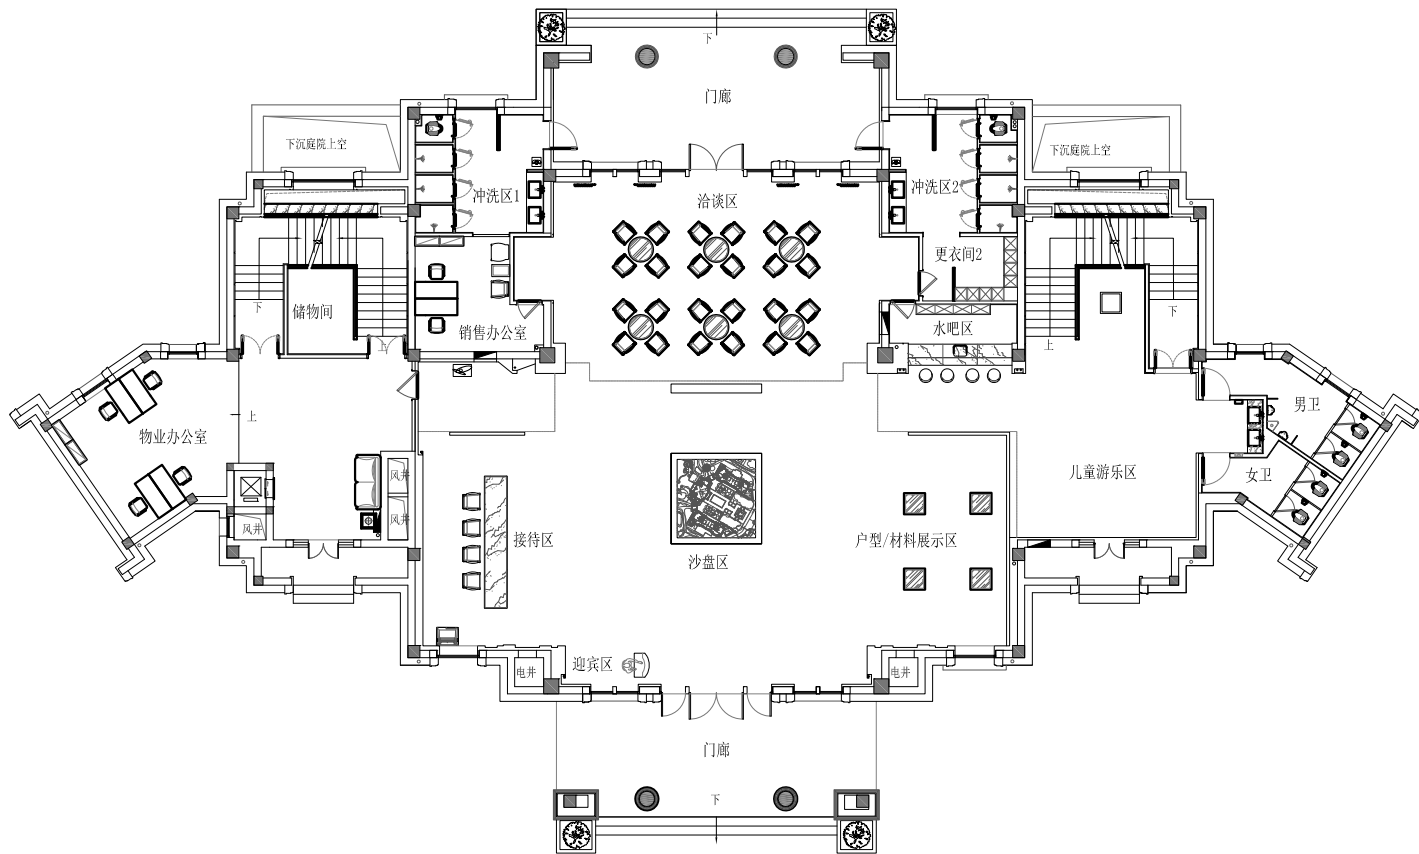 下
门廊
下沉庭院上空
下沉庭院上空
冲洗区1
洽谈区
冲洗区2
更衣间2
下
储物间
下
销售办公室
水吧区
上
上
物业办公室
上
男卫
儿童游乐区
女卫
风井
风井
风井
接待区
沙盘区
户型/材料展示区
迎宾区
电井
电井
门廊
下